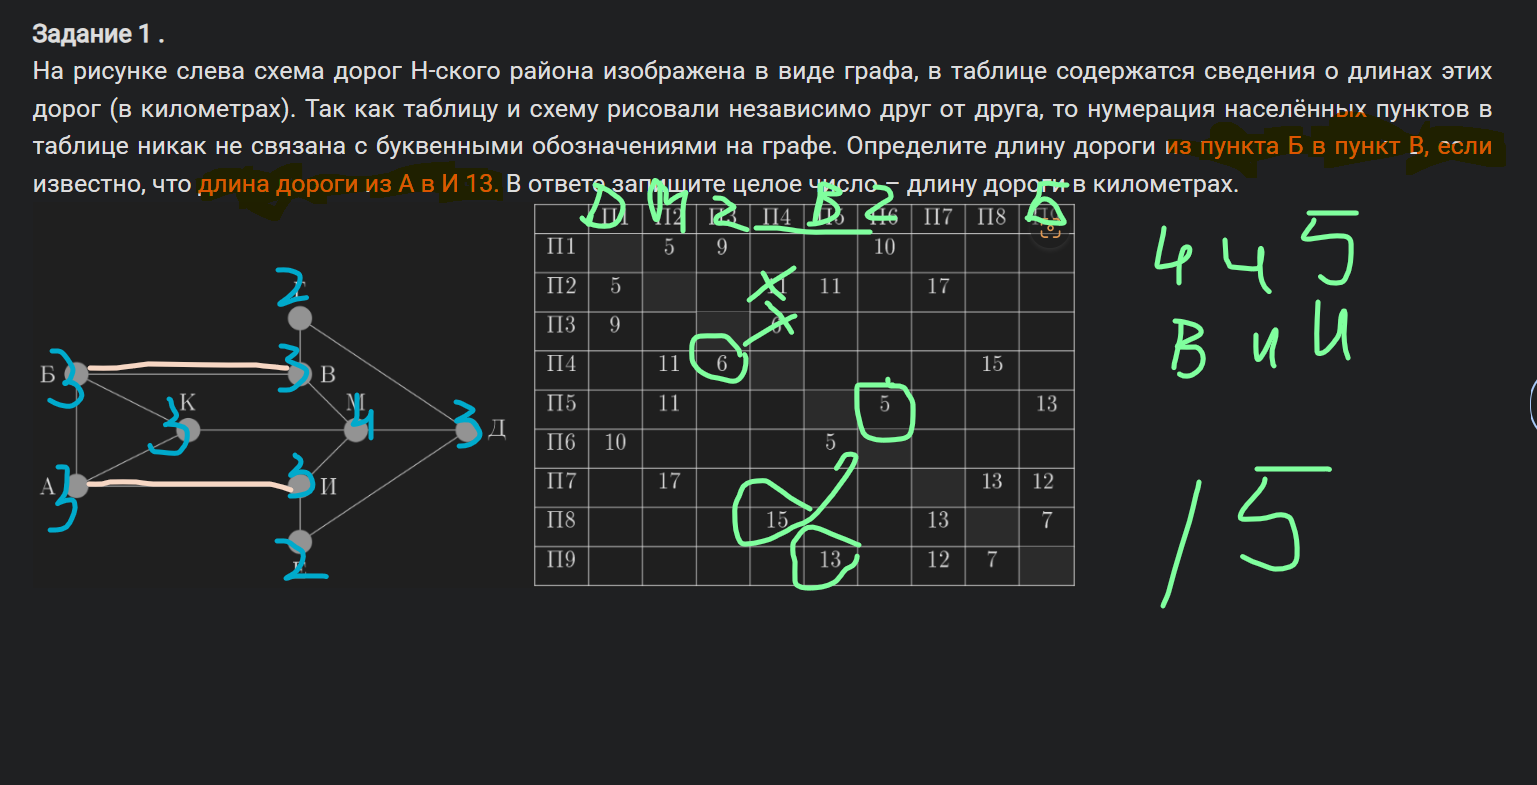 Задание 1 .
На рисунке слева схема дорог Н-ского района изображена в виде графа, в таблице содержатся сведения о длинах этих
дорог (в километрах). Так как таблицу и схему рисовали независимо друг от друга, то нумерация населённых пунктов в
таблице никак не связана с буквенными обозначениями на графе. Определите длину дороги из пункта Б в пункт В, если
известно, что длина дороги из А в И 13. В ответе запишите целое число – длину дороги в километрах.
Д М 2 В 2 Б
П2 П3 П4 П5 П6 П7 П8
П1 5 9 10
П2 5 11 11 17
П3 9
П4 11 6 15
П5 11 5 13
П6 10 5
П7 17 13 12
П8 15 13 7
П9 13 12 7
2
Б 3 3 В
К 3 М 4 3 Д
А 3 3 И
2
4 и 5
В и И
15